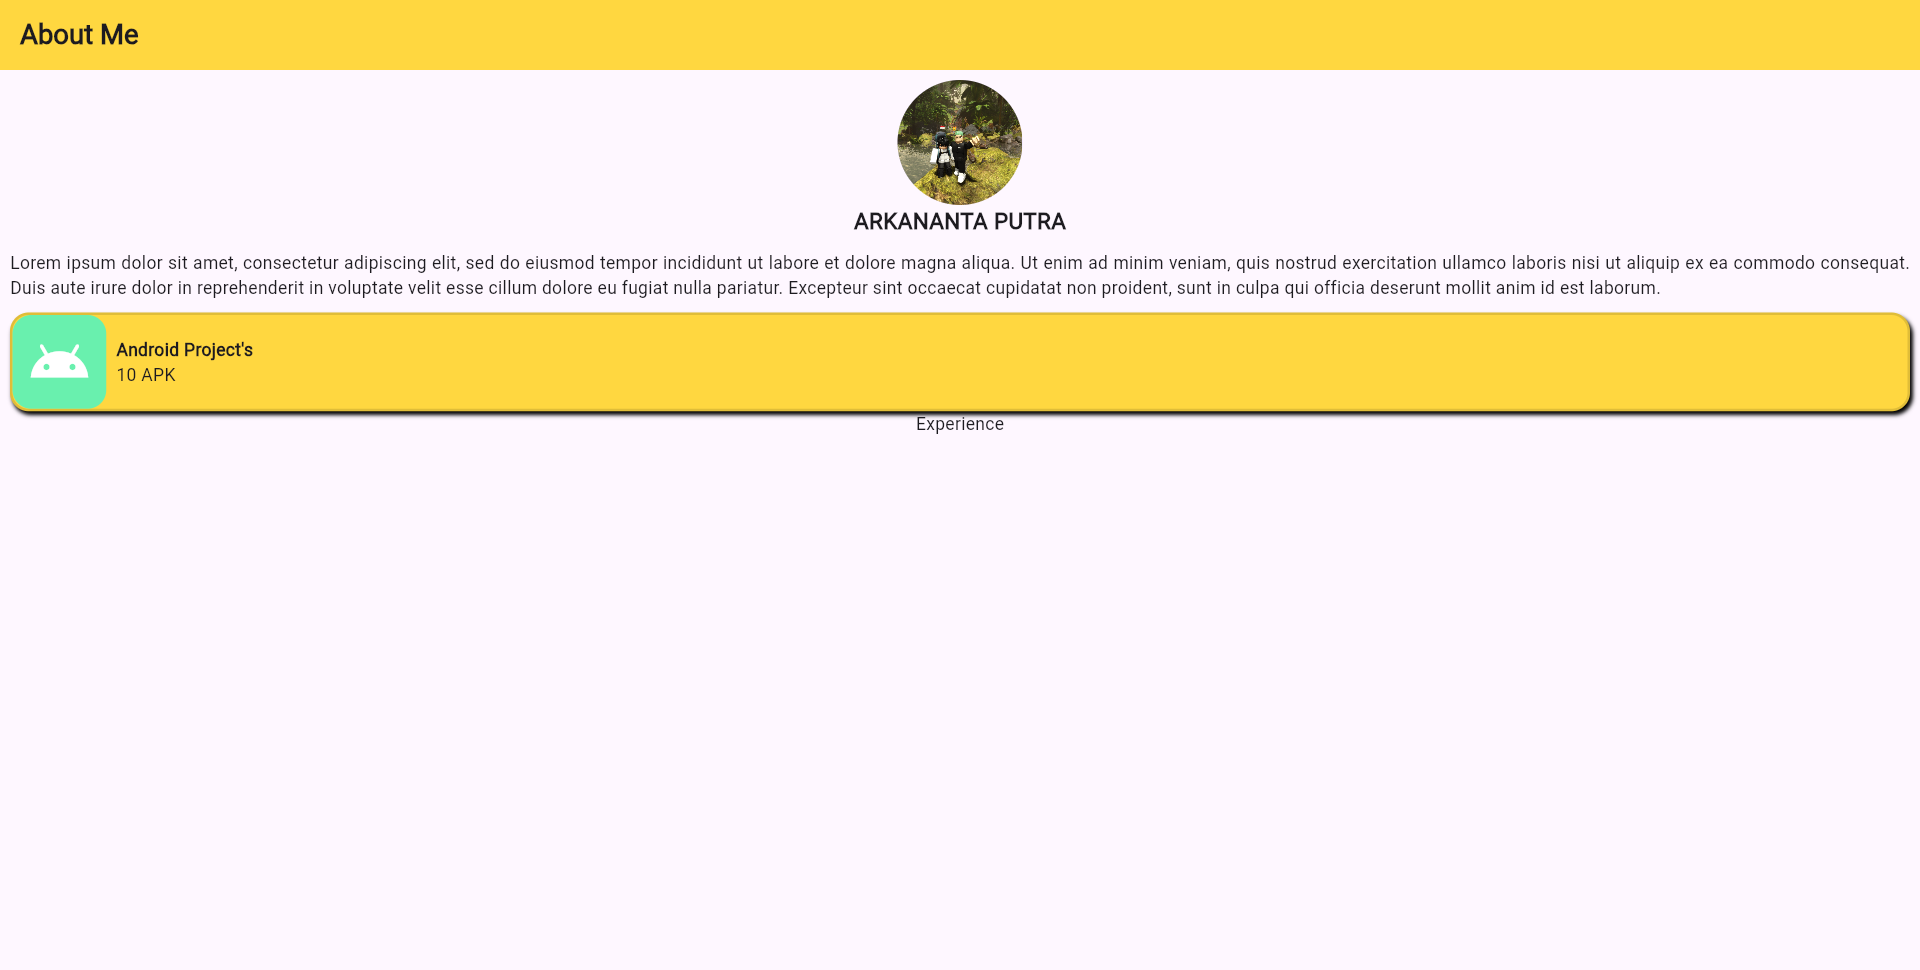 About Me
ARKANANTA PUTRA
Lorem ipsum dolor sit amet, consectetur adipiscing elit, sed do eiusmod tempor incididunt ut labore et dolore magna aliqua. Ut enim ad minim veniam, quis nostrud exercitation ullamco laboris nisi ut aliquip ex ea commodo consequat.
Duis aute irure dolor in reprehenderit in voluptate velit esse cillum dolore eu fugiat nulla pariatur. Excepteur sint occaecat cupidatat non proident, sunt in culpa qui officia deserunt mollit anim id est laborum.
Android Project's
10 APK
Experience